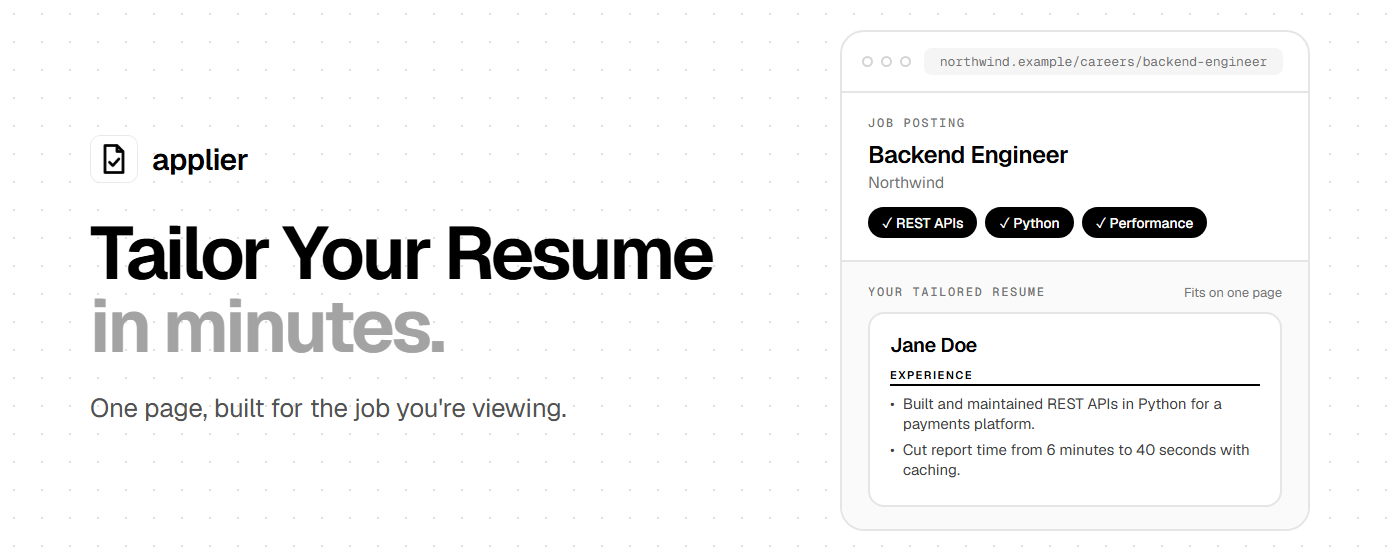 applier
Tailor Your Resume
in minutes.
One page, built for the job you're viewing.
northwind.example/careers/backend-engineer
JOB POSTING
Backend Engineer
Northwind
✓ REST APIs ✓ Python ✓ Performance
YOUR TAILORED RESUME Fits on one page
Jane Doe
EXPERIENCE
• Built and maintained REST APIs in Python for a
payments platform.
• Cut report time from 6 minutes to 40 seconds with
caching.